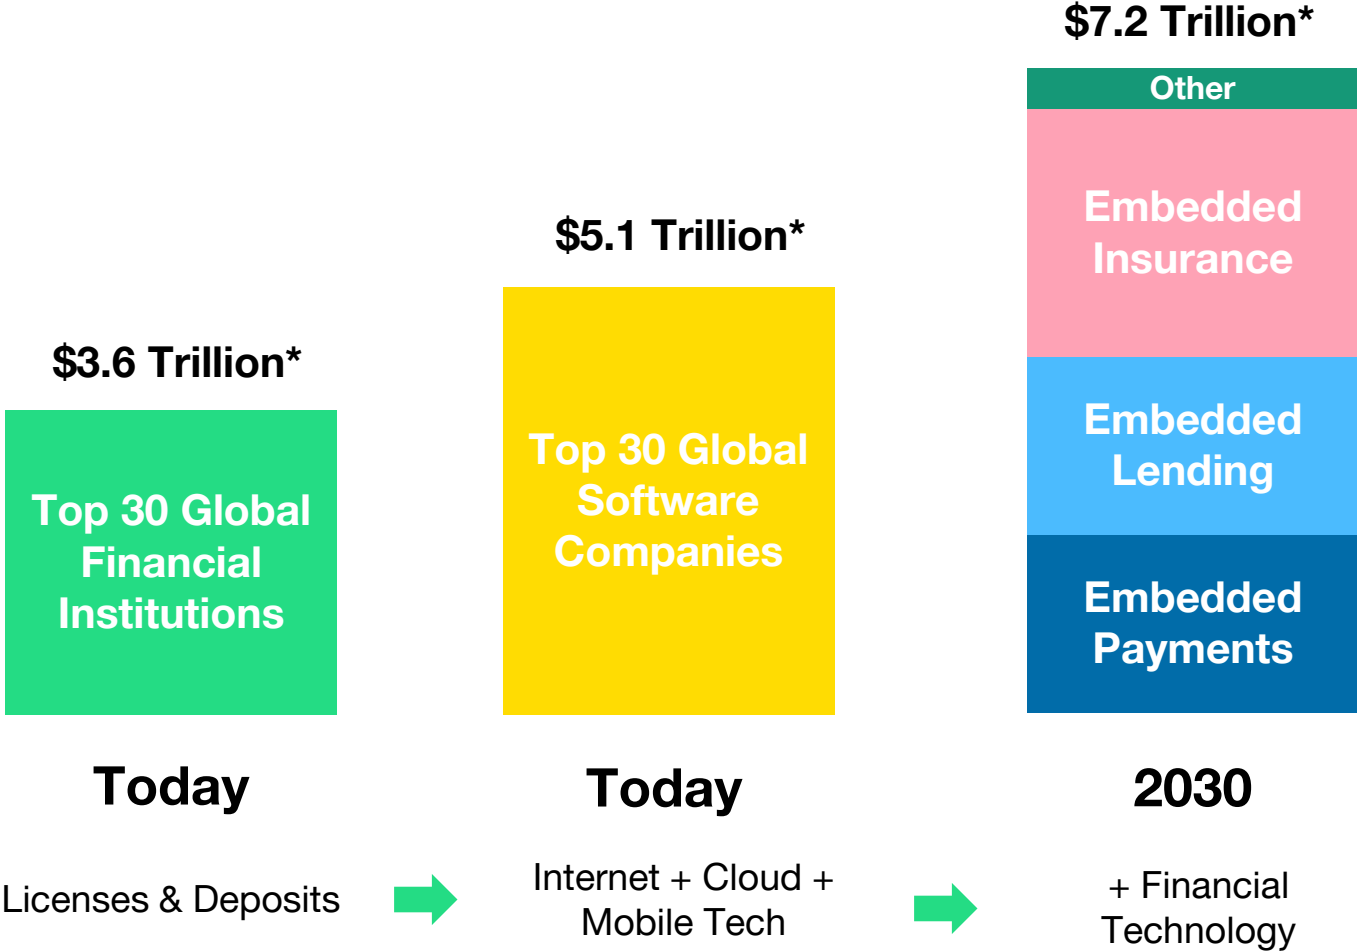 $7.2 Trillion*
Other
Embedded
Insurance
Embedded
Lending
Embedded
Payments
$5.1 Trillion*
Top 30 Global
Software
Companies
$3.6 Trillion*
Top 30 Global
Financial
Institutions
Today
Today
2030
Licenses & Deposits
Internet + Cloud +
Mobile Tech
+ Financial
Technology